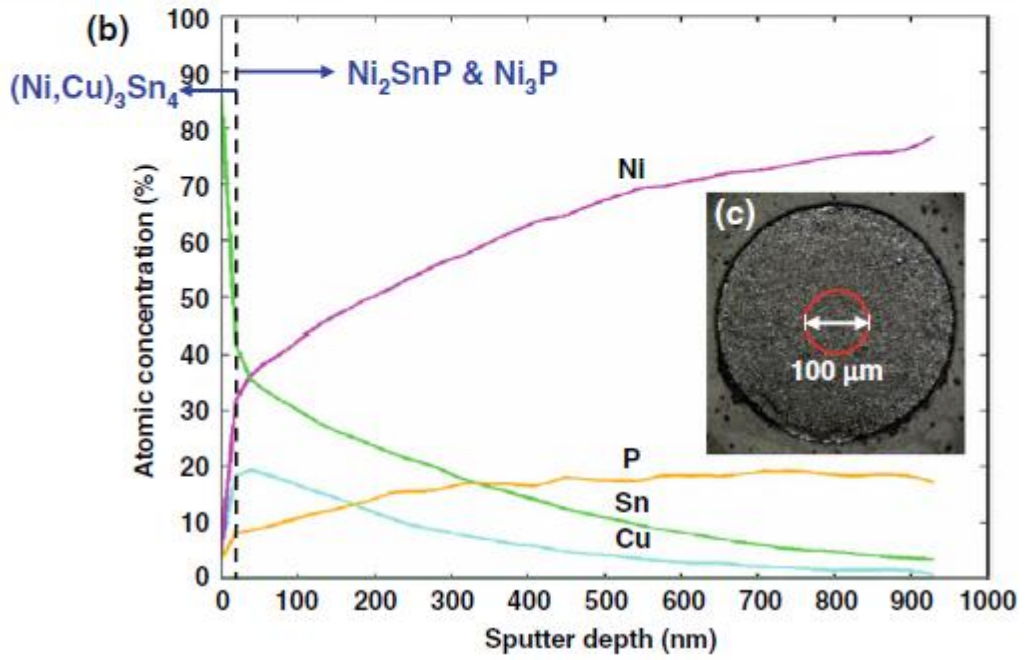 (b)
(Ni,Cu)₃Sn₄
Ni₂SnP & Ni₃P
100
90
80
70
60
50
40
30
20
10
0
Atomic concentration (%)
Ni
P
Sn
Cu
(c)
100 µm
0 100 200 300 400 500 600 700 800 900 1000
Sputter depth (nm)